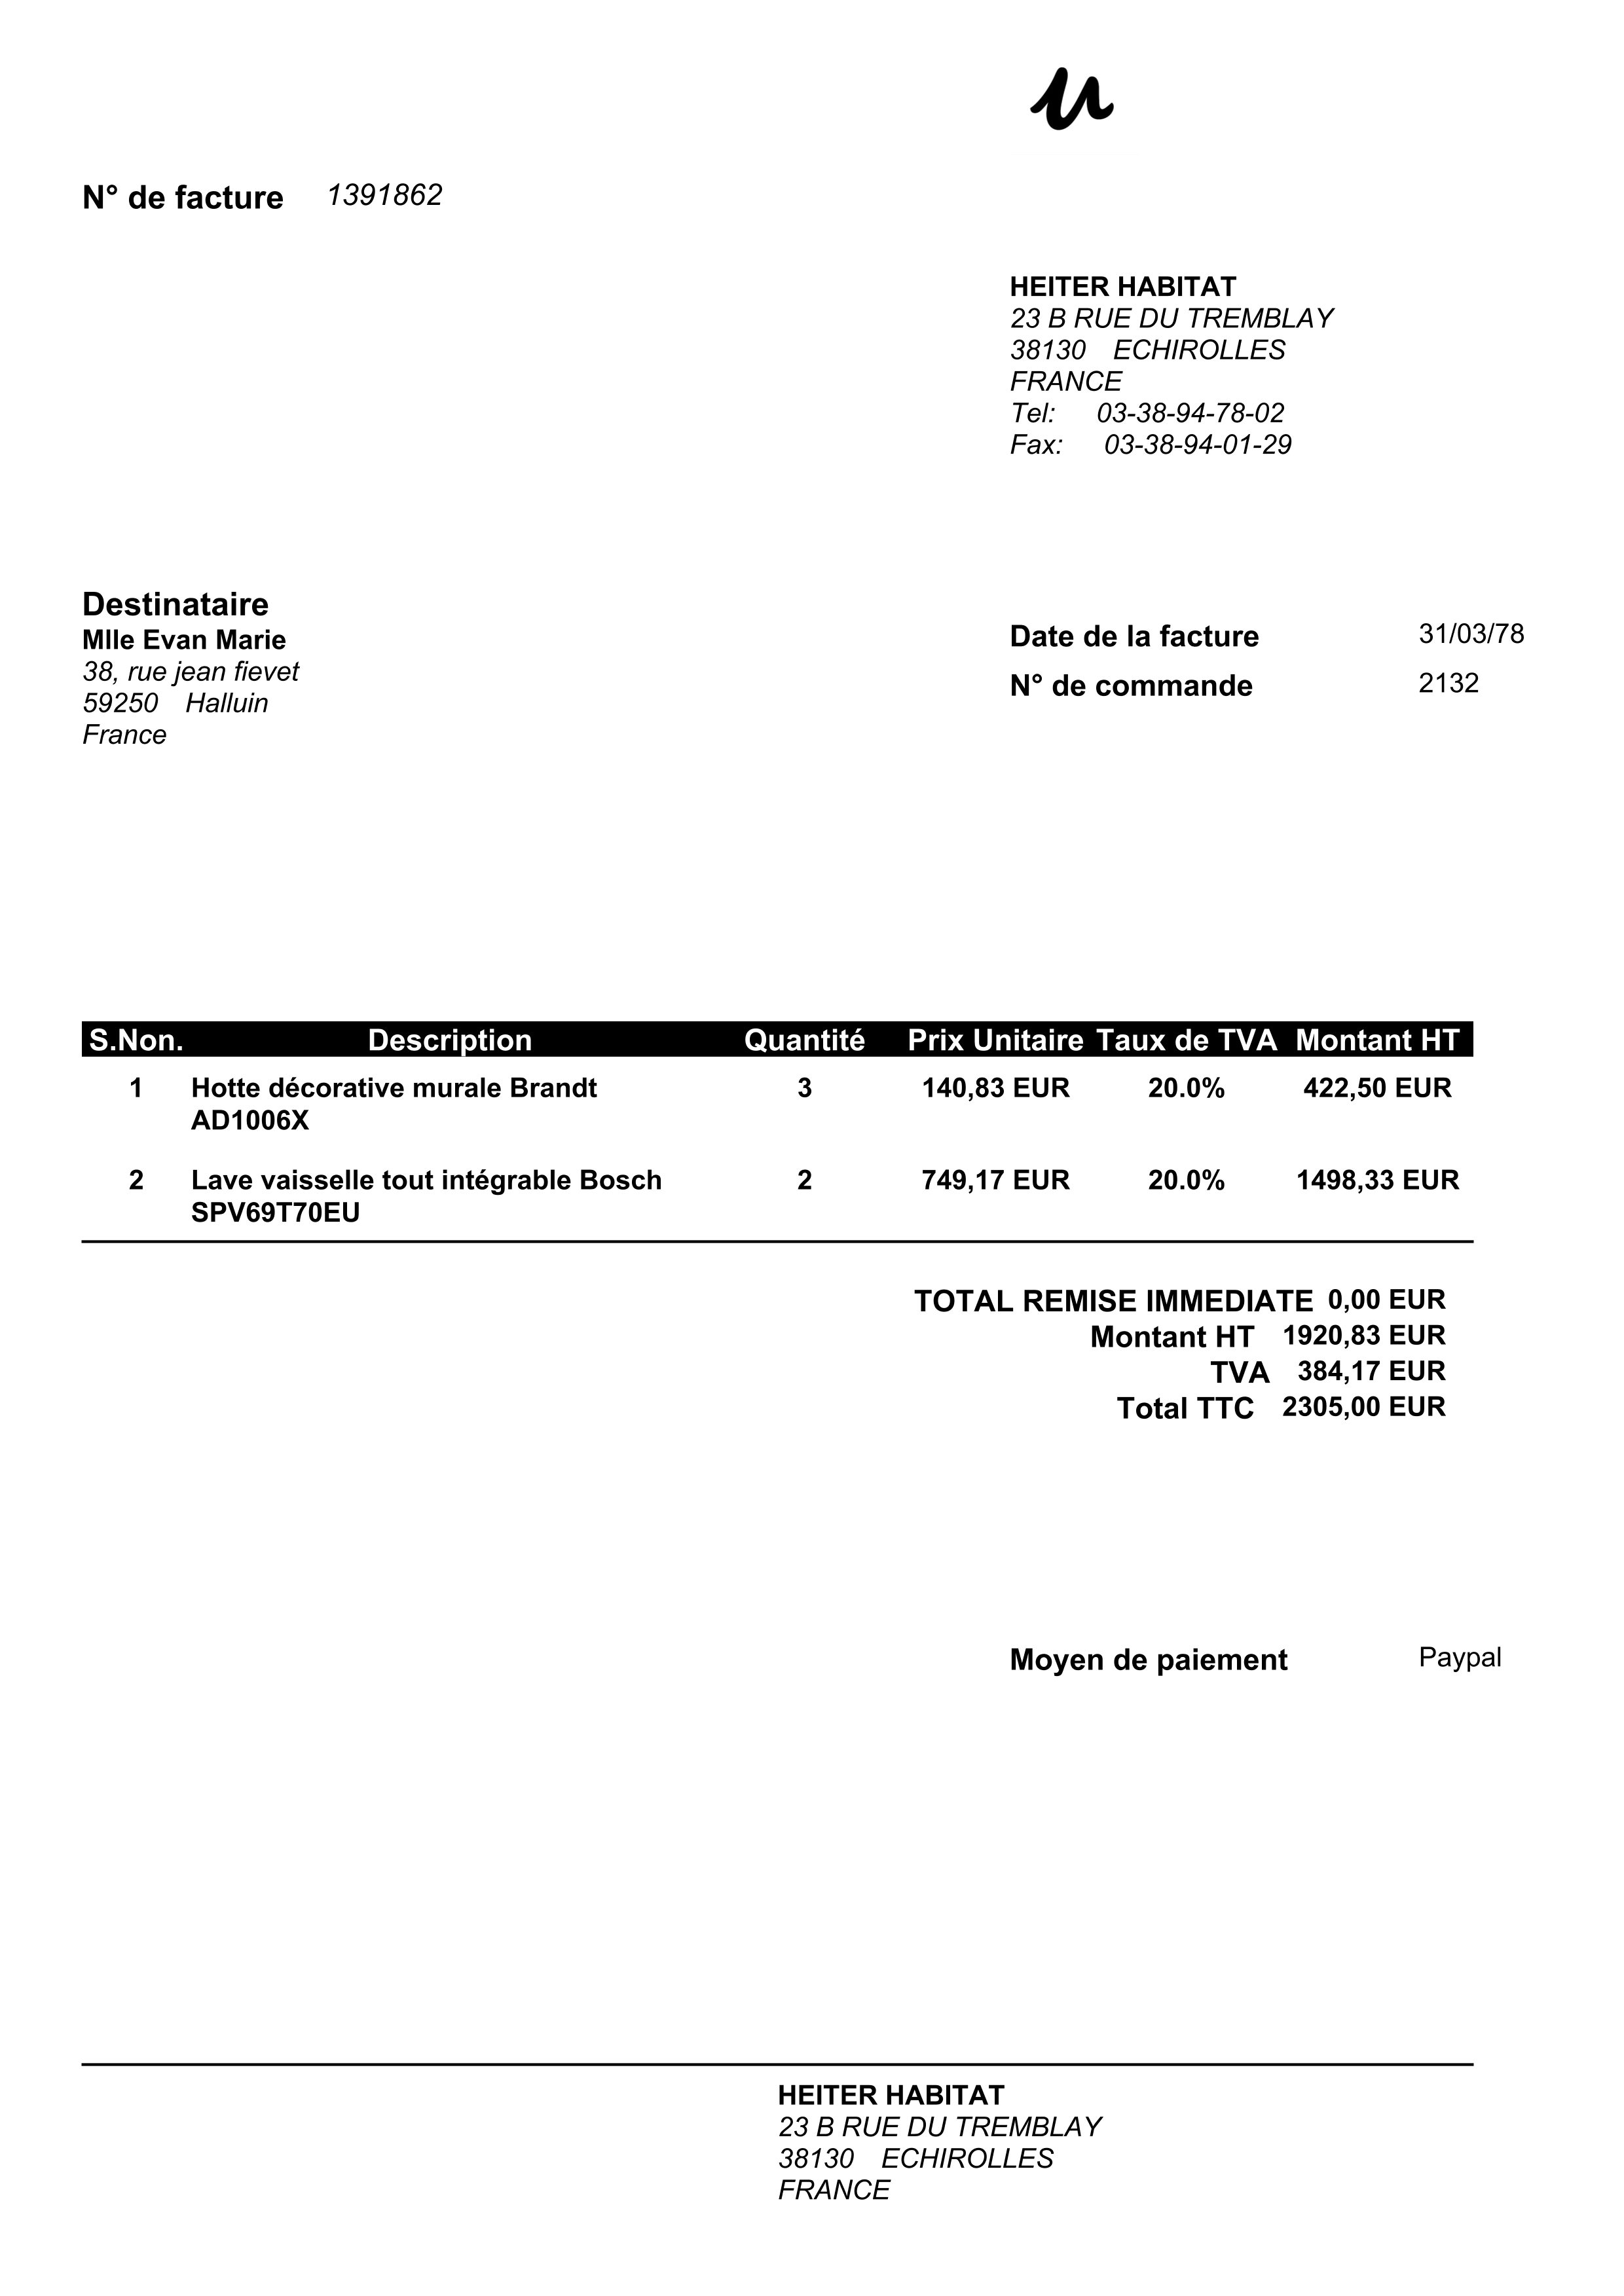 u
N° de facture 1391862
HEITER HABITAT
23 B RUE DU TREMBLAY
38130 ECHIROLLES
FRANCE
Tel: 03-38-94-78-02
Fax: 03-38-94-01-29
Destinataire
Mlle Evan Marie
38, rue jean fievet
59250 Halluin
France
Date de la facture 31/03/78
N° de commande 2132
S.Non. Description Quantité Prix Unitaire Taux de TVA Montant HT
1 Hotte décorative murale Brandt 3 140,83 EUR 20.0% 422,50 EUR
AD1006X
2 Lave vaisselle tout intégrable Bosch 2 749,17 EUR 20.0% 1498,33 EUR
SPV69T70EU
TOTAL REMISE IMMEDIATE 0,00 EUR
Montant HT 1920,83 EUR
TVA 384,17 EUR
Total TTC 2305,00 EUR
Moyen de paiement Paypal
HEITER HABITAT
23 B RUE DU TREMBLAY
38130 ECHIROLLES
FRANCE